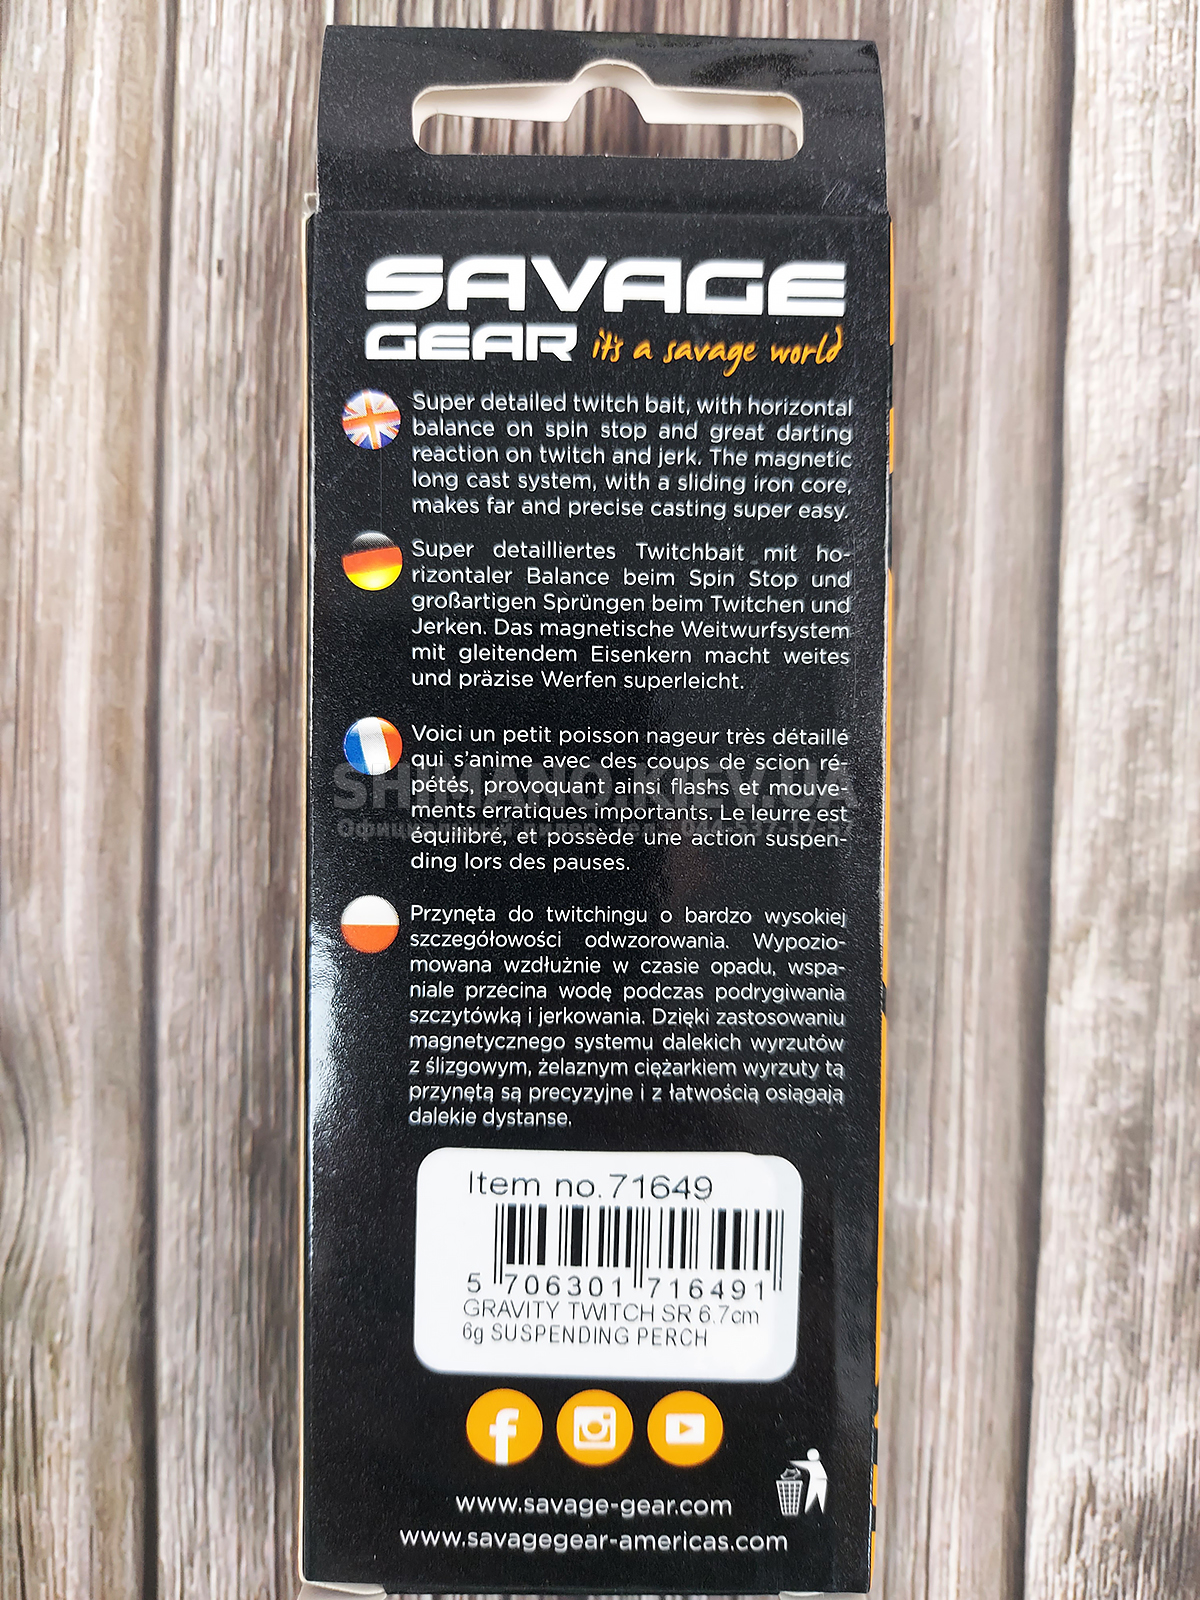 SAVAGE
GEAR it's a savage world
Super detailed twitch bait, with horizontal
balance on spin stop and great darting
reaction on twitch and jerk. The magnetic
long cast system, with a sliding iron core,
makes far and precise casting super easy.
Super detailliertes Twitchbait mit ho-
rizontaler Balance beim Spin Stop und
großartigen Sprüngen beim Twitchen und
Jerken. Das magnetische Weitwurfsystem
mit gleitendem Eisenkern macht weites
und präzise Werfen superleicht.
Voici un petit poisson nageur très détaillé
qui s'anime avec des coups de scion ré-
pétés, provoquant ainsi flashs et mouve-
ments erratiques importants. Le leurre est
équilibré, et possède une action suspen-
ding lors des pauses.
SHIMANO.KIEV.UA
Przynęta do twitchingu o bardzo wysokiej
szczegółowości odwzorowania. Wypozio-
mowana wzdłużnie w czasie opadu, wspa-
niale przecina wodę podczas podrygiwania
szczytówką i jerkowania. Dzięki zastosowaniu
magnetycznego systemu dalekich wyrzutów
z ślizgowym, żelaznym ciężarkiem wyrzuty tą
przynętą są precyzyjne i z łatwością osiągają
dalekie dystanse.
Item no.71649
5 706301 716491
GRAVITY TWITCH SR 6.7cm
6g SUSPENDING PERCH
www.savage-gear.com
www.savagegear-americas.com